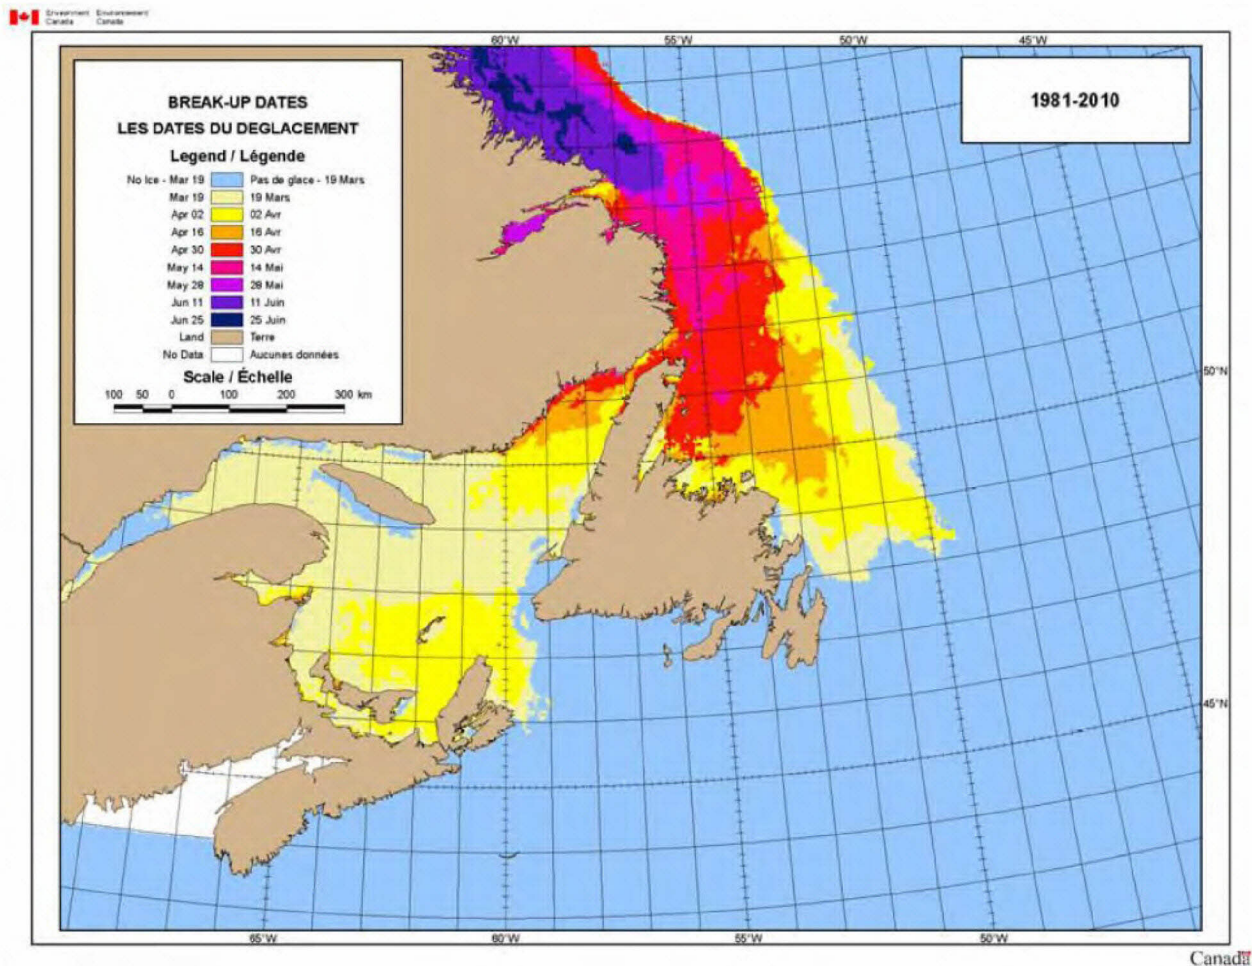 Environment Environnement
Canada Canada
60°W 55°W 50°W 45°W
BREAK-UP DATES
LES DATES DU DEGLACEMENT
Legend / Légende
No Ice - Mar 19 Pas de glace - 19 Mars
Mar 19 19 Mars
Apr 02 02 Avr
Apr 16 16 Avr
Apr 30 30 Avr
May 14 14 Mai
May 28 28 Mai
Jun 11 11 Juin
Jun 25 25 Juin
Land Terre
No Data Aucunes données
Scale / Échelle
100 50 0 100 200 300 km
1981-2010
50°N
45°N
65°W 60°W 55°W 50°W
Canada